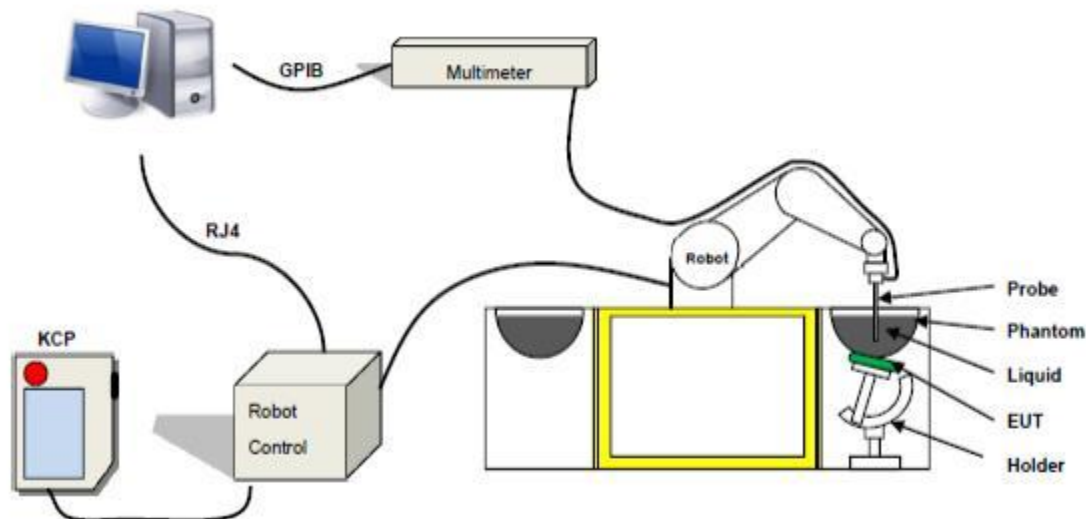 GPIB
Multimeter
RJ4
Robot
KCP
Robot
Control
Probe
Phantom
Liquid
EUT
Holder